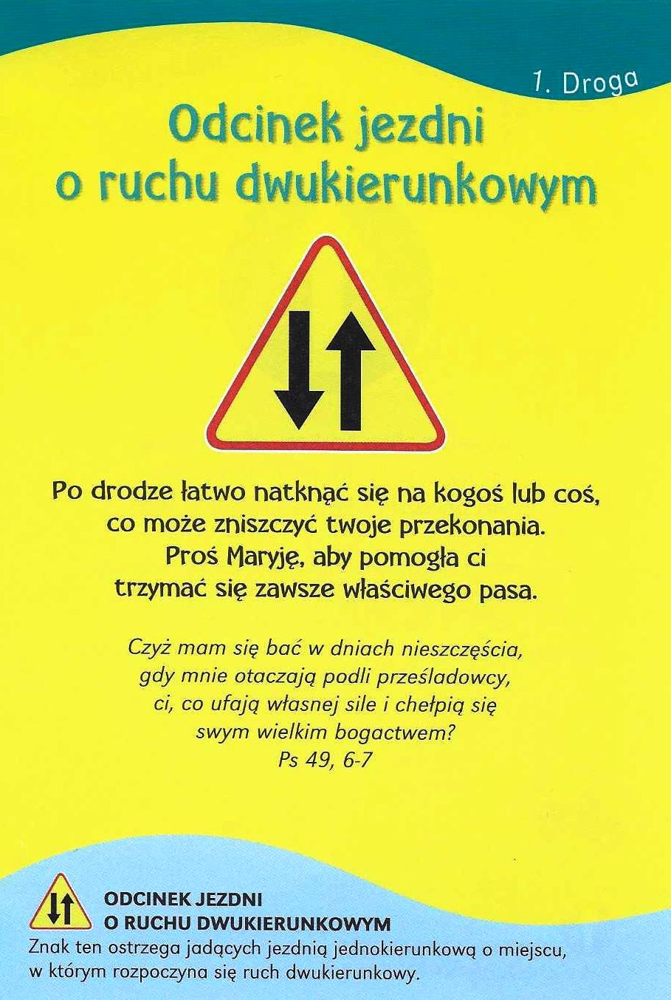 1. Droga
Odcinek jezdni
o ruchu dwukierunkowym
Po drodze łatwo natknąć się na kogoś lub coś,
co może zniszczyć twoje przekonania.
Proś Maryję, aby pomogła ci
trzymać się zawsze właściwego pasa.
Czyż mam się bać w dniach nieszczęścia,
gdy mnie otaczają podli prześladowcy,
ci, co ufają własnej sile i chełpią się
swym wielkim bogactwem?
Ps 49, 6-7
ODCINEK JEZDNI
O RUCHU DWUKIERUNKOWYM
Znak ten ostrzega jadących jezdnią jednokierunkową o miejscu,
w którym rozpoczyna się ruch dwukierunkowy.